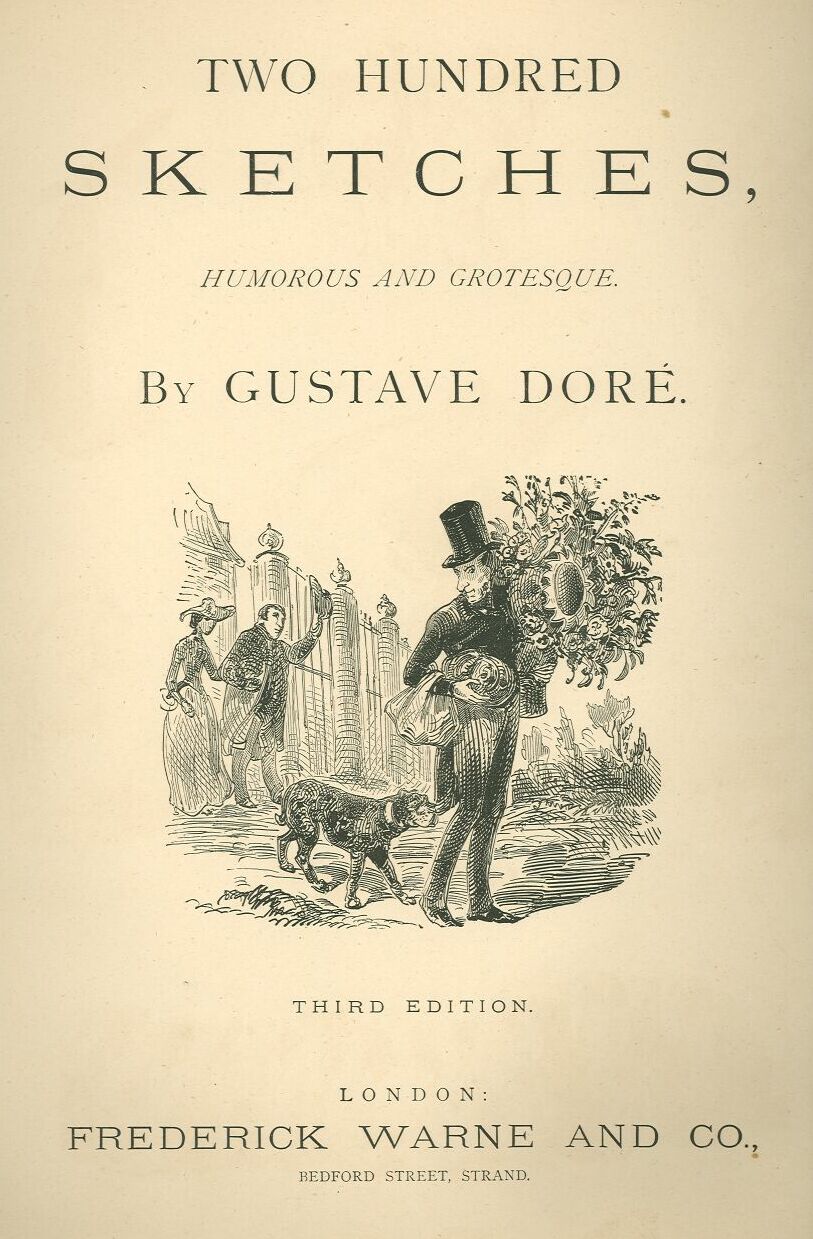 TWO HUNDRED
SKETCHES,
HUMOROUS AND GROTESQUE.
BY GUSTAVE DORÉ.
THIRD EDITION.
LONDON:
FREDERICK WARNE AND CO.,
BEDFORD STREET, STRAND.